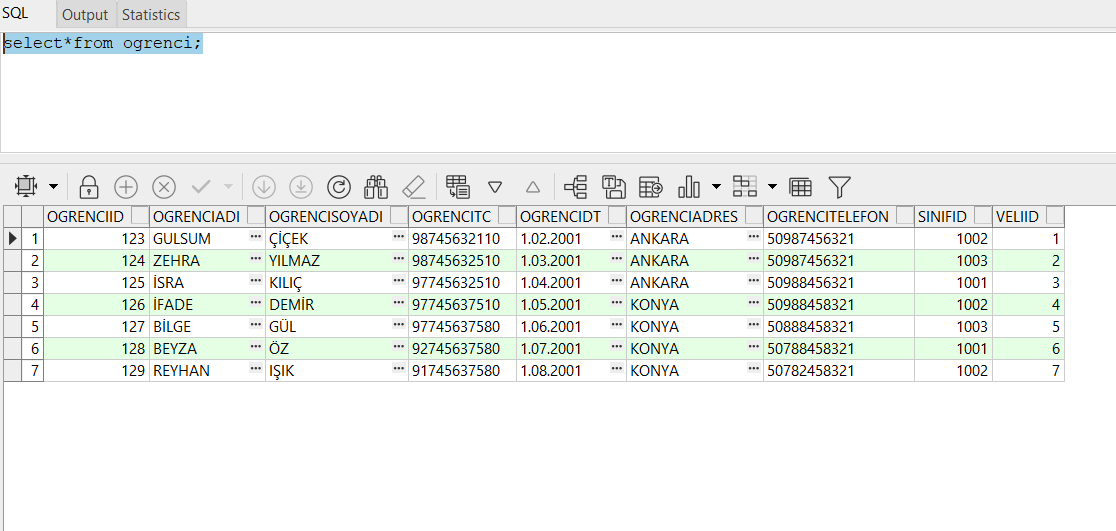 SQL Output Statistics
select*from ogrenci;
OGRENCIID OGRENCIADI OGRENCISOYADI OGRENCITC OGRENCIDT OGRENCIADRES OGRENCITELEFON SINIFID VELIID
1 123 GULSUM ··· ÇİÇEK ··· 98745632110 1.02.2001 ··· ANKARA ··· 50987456321 1002 1
2 124 ZEHRA ··· YILMAZ ··· 98745632510 1.03.2001 ··· ANKARA ··· 50987456321 1003 2
3 125 İSRA ··· KILIÇ ··· 97745632510 1.04.2001 ··· ANKARA ··· 50988456321 1001 3
4 126 İFADE ··· DEMİR ··· 97745637510 1.05.2001 ··· KONYA ··· 50988458321 1002 4
5 127 BİLGE ··· GÜL ··· 97745637580 1.06.2001 ··· KONYA ··· 50888458321 1003 5
6 128 BEYZA ··· ÖZ ··· 92745637580 1.07.2001 ··· KONYA ··· 50788458321 1001 6
7 129 REYHAN ··· IŞIK ··· 91745637580 1.08.2001 ··· KONYA ··· 50782458321 1002 7